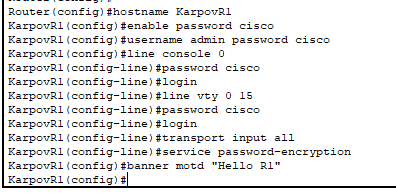 Router(config)#hostname KarpovR1
KarpovR1(config)#enable password cisco
KarpovR1(config)#username admin password cisco
KarpovR1(config)#line console 0
KarpovR1(config-line)#password cisco
KarpovR1(config-line)#login
KarpovR1(config-line)#line vty 0 15
KarpovR1(config-line)#password cisco
KarpovR1(config-line)#login
KarpovR1(config-line)#transport input all
KarpovR1(config-line)#service password-encryption
KarpovR1(config)#banner motd "Hello R1"
KarpovR1(config)#